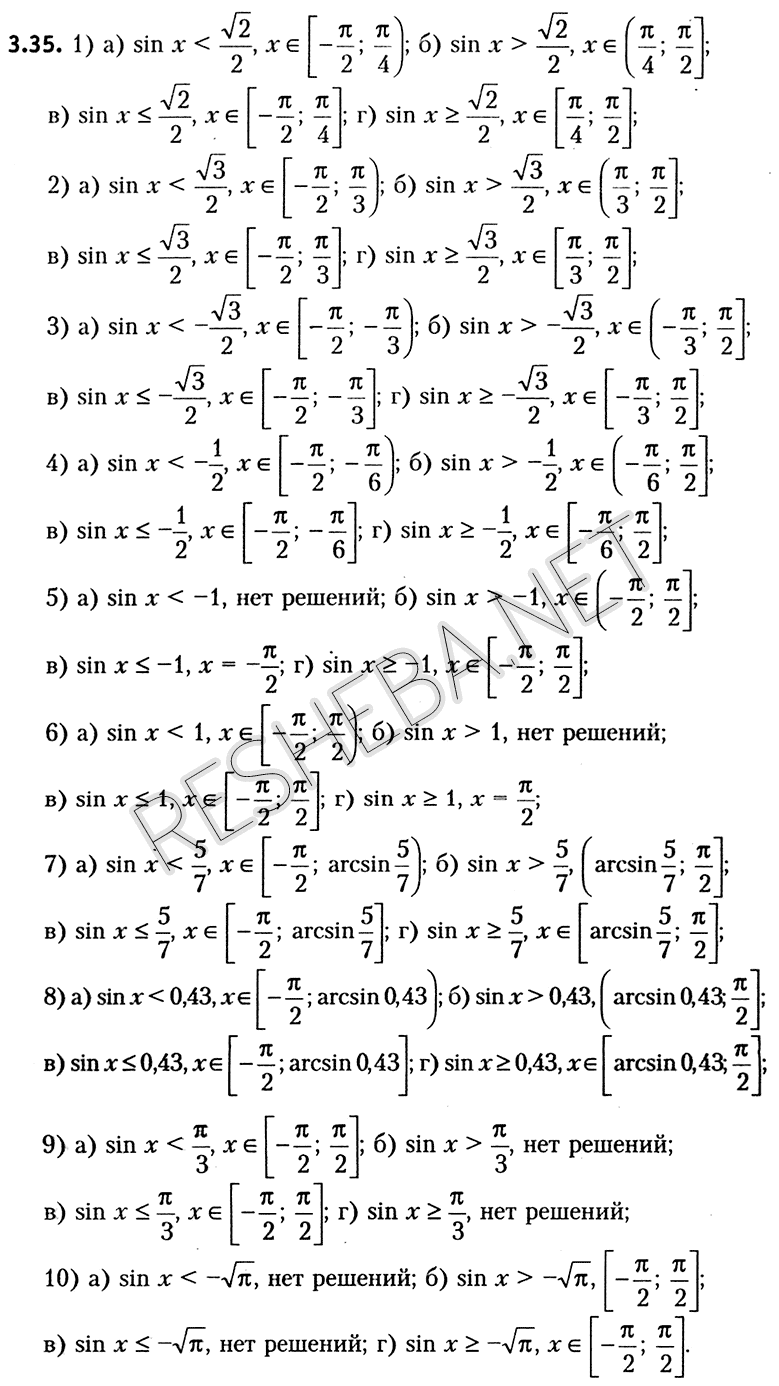 3.35. 1) а) sin x < √2/2, x ∈ [−π/2; π/4); б) sin x > √2/2, x ∈ (π/4; π/2];
в) sin x ≤ √2/2, x ∈ [−π/2; π/4]; г) sin x ≥ √2/2, x ∈ [π/4; π/2];
2) а) sin x < √3/2, x ∈ [−π/2; π/3); б) sin x > √3/2, x ∈ (π/3; π/2];
в) sin x ≤ √3/2, x ∈ [−π/2; π/3]; г) sin x ≥ √3/2, x ∈ [π/3; π/2];
3) а) sin x < −√3/2, x ∈ [−π/2; −π/3); б) sin x > −√3/2, x ∈ (−π/3; π/2];
в) sin x ≤ −√3/2, x ∈ [−π/2; −π/3]; г) sin x ≥ −√3/2, x ∈ [−π/3; π/2];
4) а) sin x < −1/2, x ∈ [−π/2; −π/6); б) sin x > −1/2, x ∈ (−π/6; π/2];
в) sin x ≤ −1/2, x ∈ [−π/2; −π/6]; г) sin x ≥ −1/2, x ∈ [−π/6; π/2];
5) а) sin x < −1, нет решений; б) sin x > −1, x ∈ (−π/2; π/2];
в) sin x ≤ −1, x = −π/2; г) sin x ≥ −1, x ∈ [−π/2; π/2];
6) а) sin x < 1, x ∈ [−π/2; π/2); б) sin x > 1, нет решений;
в) sin x ≤ 1, x ∈ [−π/2; π/2]; г) sin x ≥ 1, x = π/2;
7) а) sin x < 5/7, x ∈ [−π/2; arcsin 5/7); б) sin x > 5/7, (arcsin 5/7; π/2];
в) sin x ≤ 5/7, x ∈ [−π/2; arcsin 5/7]; г) sin x ≥ 5/7, x ∈ [arcsin 5/7; π/2];
8) а) sin x < 0,43, x ∈ [−π/2; arcsin 0,43); б) sin x > 0,43, (arcsin 0,43; π/2];
в) sin x ≤ 0,43, x ∈ [−π/2; arcsin 0,43]; г) sin x ≥ 0,43, x ∈ [arcsin 0,43; π/2];
9) а) sin x < π/3, x ∈ [−π/2; π/2]; б) sin x > π/3, нет решений;
в) sin x ≤ π/3, x ∈ [−π/2; π/2]; г) sin x ≥ π/3, нет решений;
10) а) sin x < −√π, нет решений; б) sin x > −√π, [−π/2; π/2];
в) sin x ≤ −√π, нет решений; г) sin x ≥ −√π, x ∈ [−π/2; π/2].
RESHEBA.NET